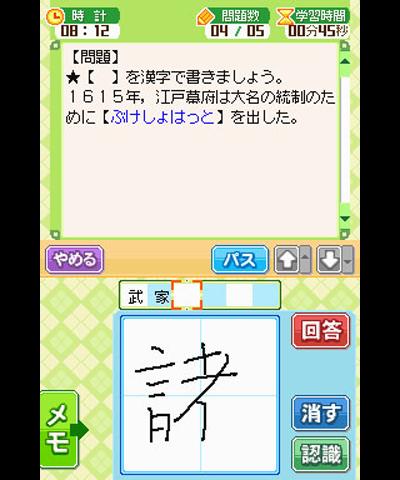 時計
08:12
問題数
04/05
学習時間
00分45秒
【問題】
★【　】を漢字で書きましょう。
1615年，江戸幕府は大名の統制のた
めに【ぶけしょはっと】を出した。
やめる
パス
武家
諸
回答
消す
認識
メモ